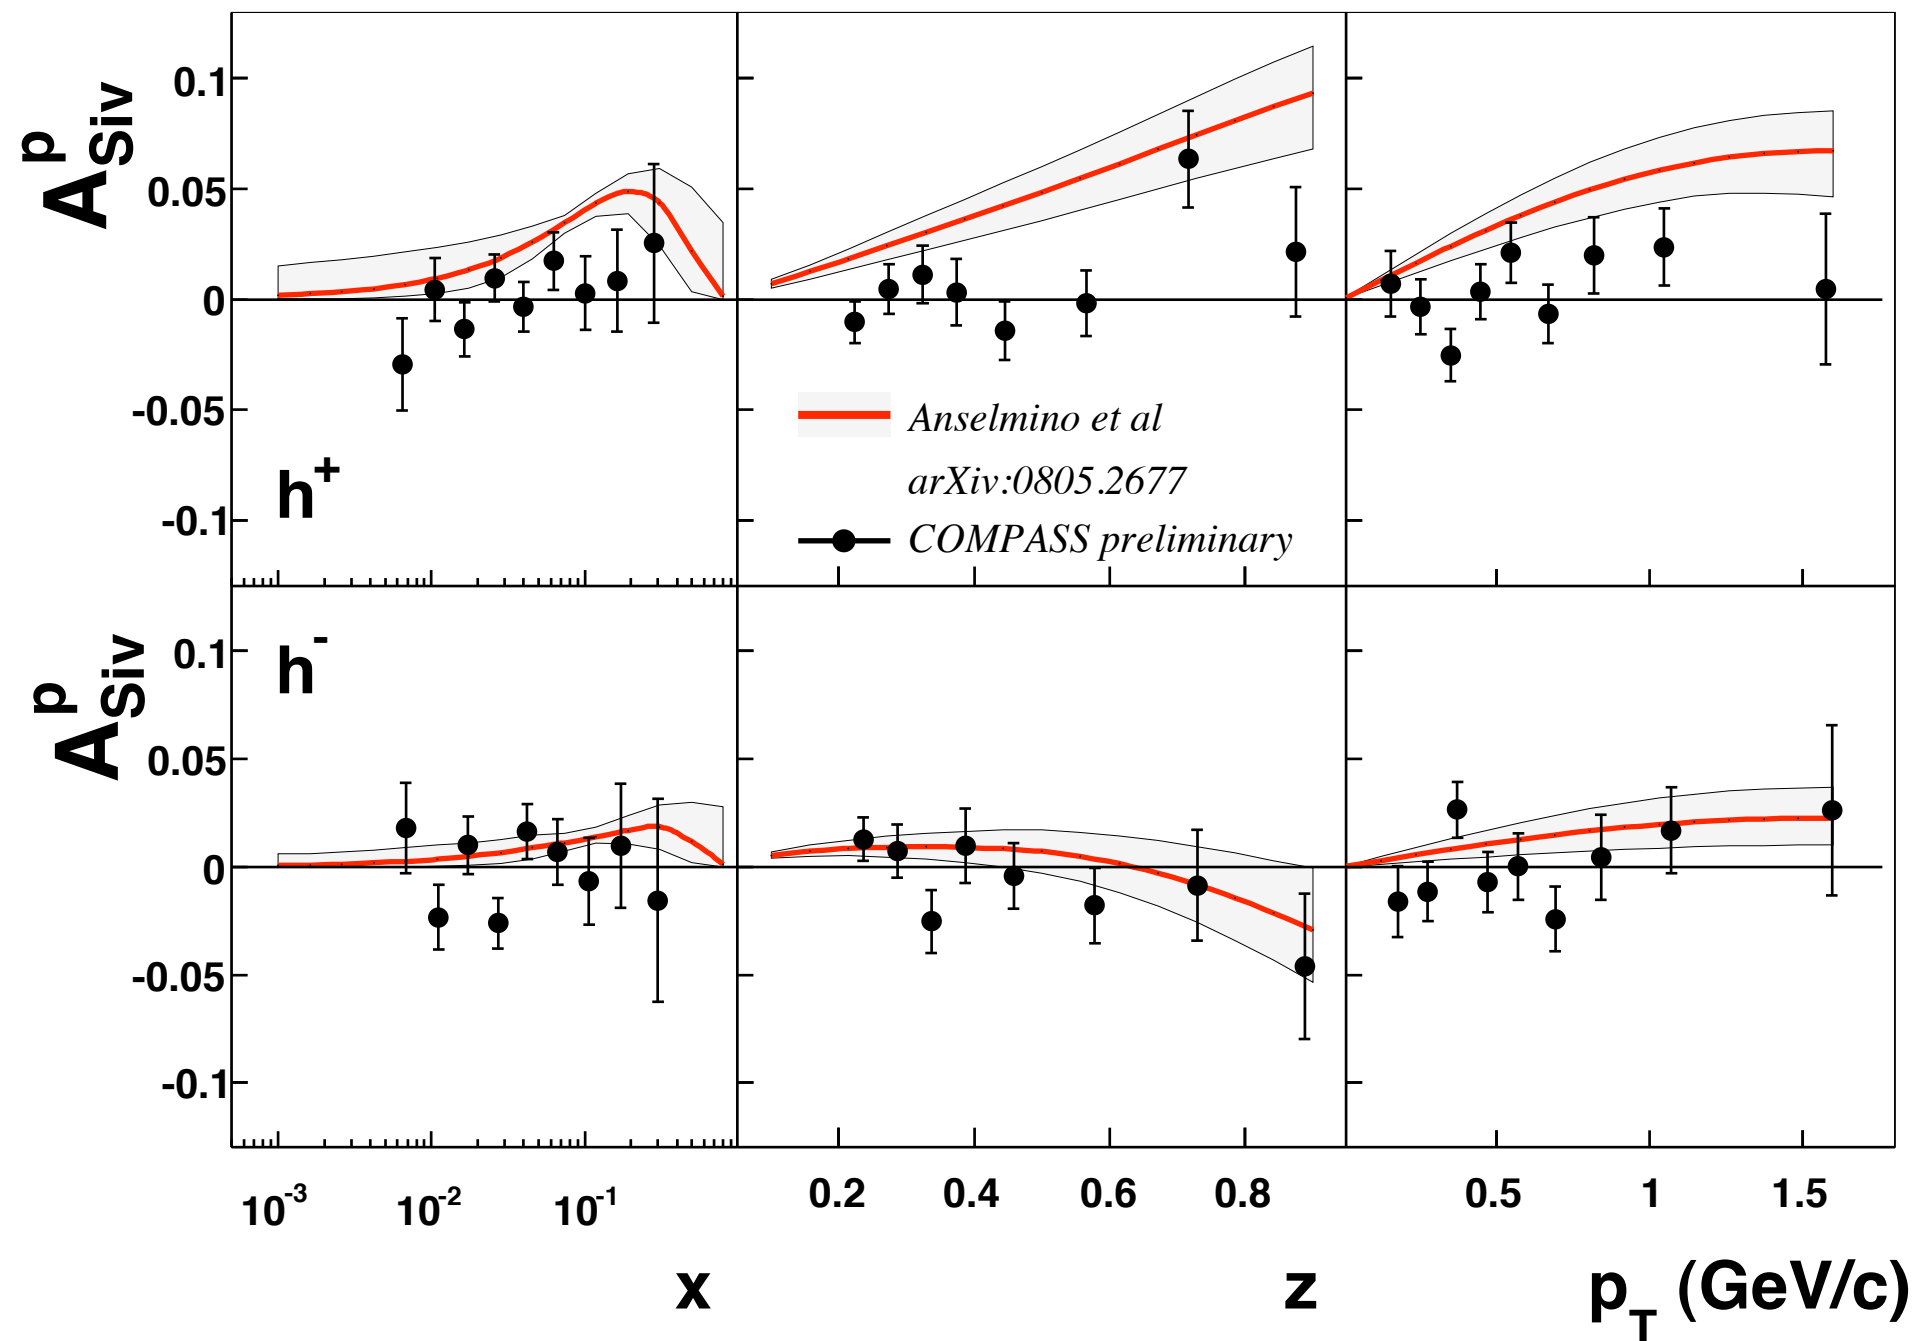 A^p_Siv
0.1
0.05
0
-0.05
-0.1
h^+
Anselmino et al
arXiv:0805.2677
COMPASS preliminary
A^p_Siv
0.1
0.05
0
-0.05
-0.1
h^-
10^-3 10^-2 10^-1 0.2 0.4 0.6 0.8 0.5 1 1.5
x z p_T (GeV/c)